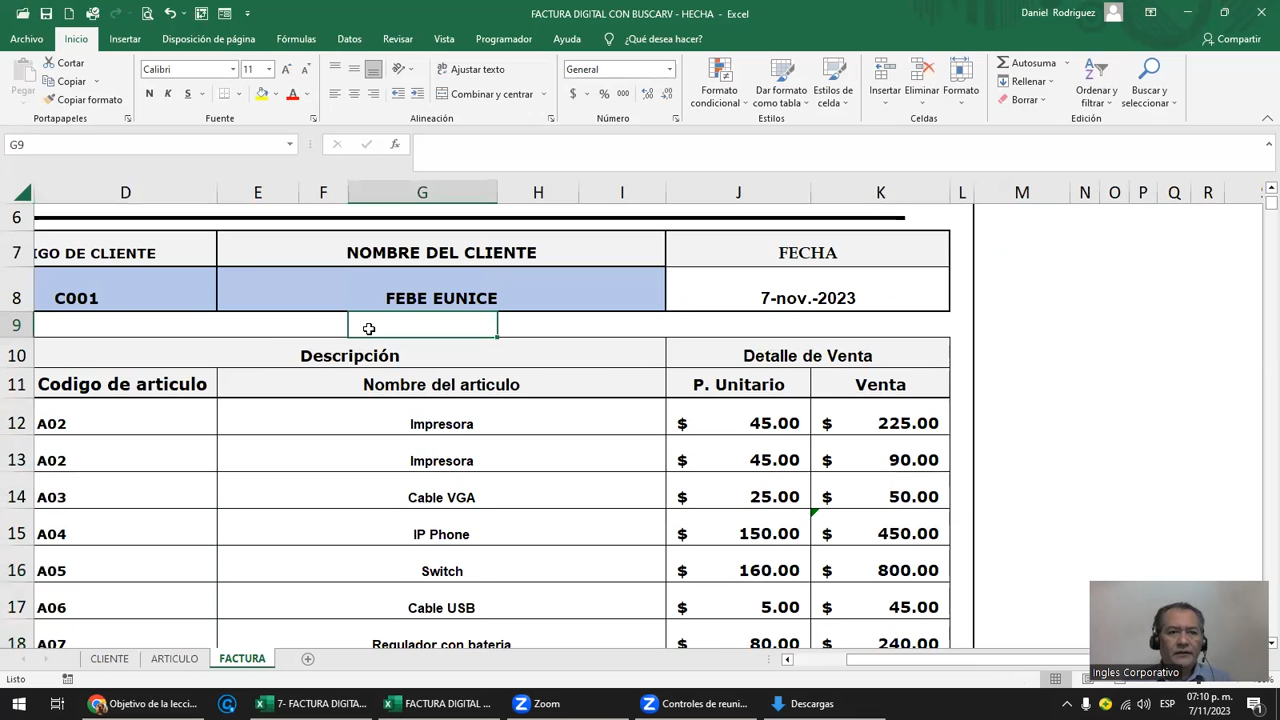 FACTURA DIGITAL CON BUSCARV - HECHA - Excel
Daniel Rodriguez
Archivo Inicio Insertar Disposición de página Fórmulas Datos Revisar Vista Programador Ayuda ¿Qué desea hacer? Compartir
Pegar
Cortar
Copiar
Copiar formato
Portapapeles
Calibri 11
N K S
Fuente
Ajustar texto
Combinar y centrar
Alineación
General
$ % 000
Número
Formato condicional
Dar formato como tabla
Estilos de celda
Estilos
Insertar Eliminar Formato
Celdas
Autosuma
Rellenar
Borrar
Ordenar y filtrar
Buscar y seleccionar
Edición
G9
D E F G H I J K L M N O P Q R
6
7 IGO DE CLIENTE NOMBRE DEL CLIENTE FECHA
8 C001 FEBE EUNICE 7-nov.-2023
9
10 Descripción Detalle de Venta
11 Codigo de articulo Nombre del articulo P. Unitario Venta
12 A02 Impresora $ 45.00 $ 225.00
13 A02 Impresora $ 45.00 $ 90.00
14 A03 Cable VGA $ 25.00 $ 50.00
15 A04 IP Phone $ 150.00 $ 450.00
16 A05 Switch $ 160.00 $ 800.00
17 A06 Cable USB $ 5.00 $ 45.00
18 A07 Regulador con bateria $ 80.00 $ 240.00
Ingles Corporativo
CLIENTE ARTICULO FACTURA
Listo
Objetivo de la lecci... 7- FACTURA DIGITA... FACTURA DIGITAL ... Zoom Controles de reuni... Descargas
ESP
07:10 p. m.
7/11/2023